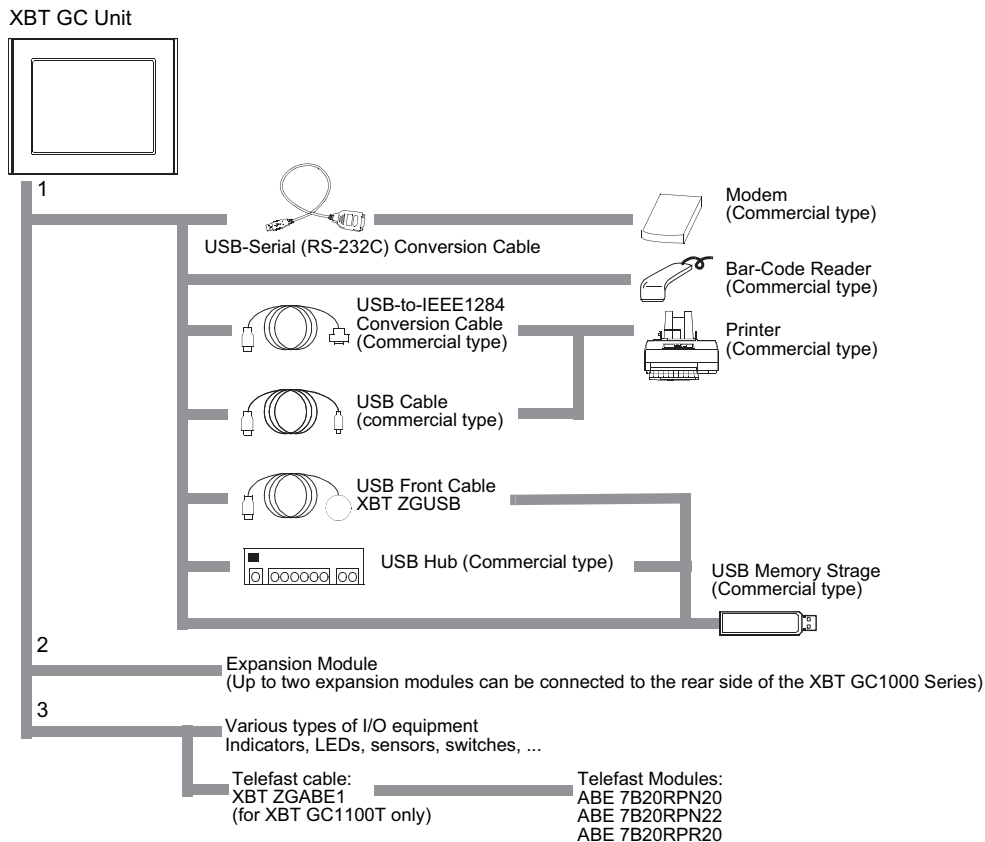 XBT GC Unit
1
USB-Serial (RS-232C) Conversion Cable
Modem
(Commercial type)
Bar-Code Reader
(Commercial type)
USB-to-IEEE1284
Conversion Cable
(Commercial type)
Printer
(Commercial type)
USB Cable
(commercial type)
USB Front Cable
XBT ZGUSB
USB Hub (Commercial type)
USB Memory Strage
(Commercial type)
2
Expansion Module
(Up to two expansion modules can be connected to the rear side of the XBT GC1000 Series)
3
Various types of I/O equipment
Indicators, LEDs, sensors, switches, ...
Telefast cable:
XBT ZGABE1
(for XBT GC1100T only)
Telefast Modules:
ABE 7B20RPN20
ABE 7B20RPN22
ABE 7B20RPR20